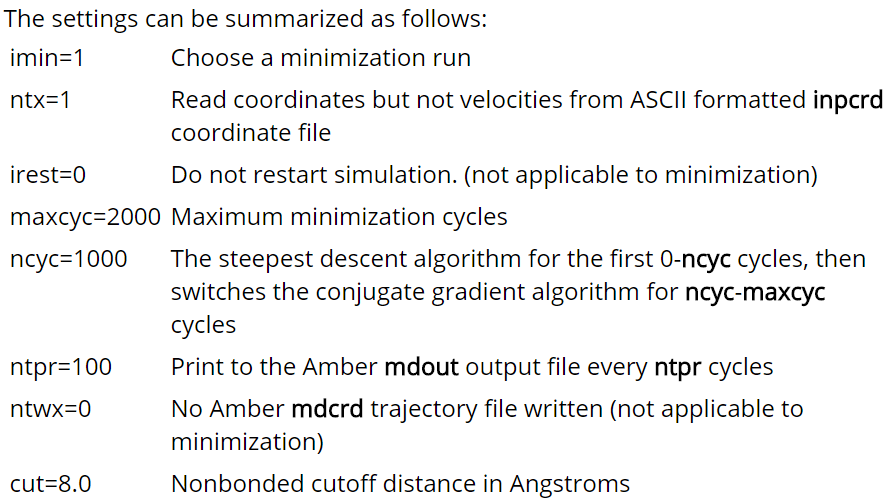 The settings can be summarized as follows:
imin=1 Choose a minimization run
ntx=1 Read coordinates but not velocities from ASCII formatted inpcrd
coordinate file
irest=0 Do not restart simulation. (not applicable to minimization)
maxcyc=2000 Maximum minimization cycles
ncyc=1000 The steepest descent algorithm for the first 0-ncyc cycles, then
switches the conjugate gradient algorithm for ncyc-maxcyc
cycles
ntpr=100 Print to the Amber mdout output file every ntpr cycles
ntwx=0 No Amber mdcrd trajectory file written (not applicable to
minimization)
cut=8.0 Nonbonded cutoff distance in Angstroms